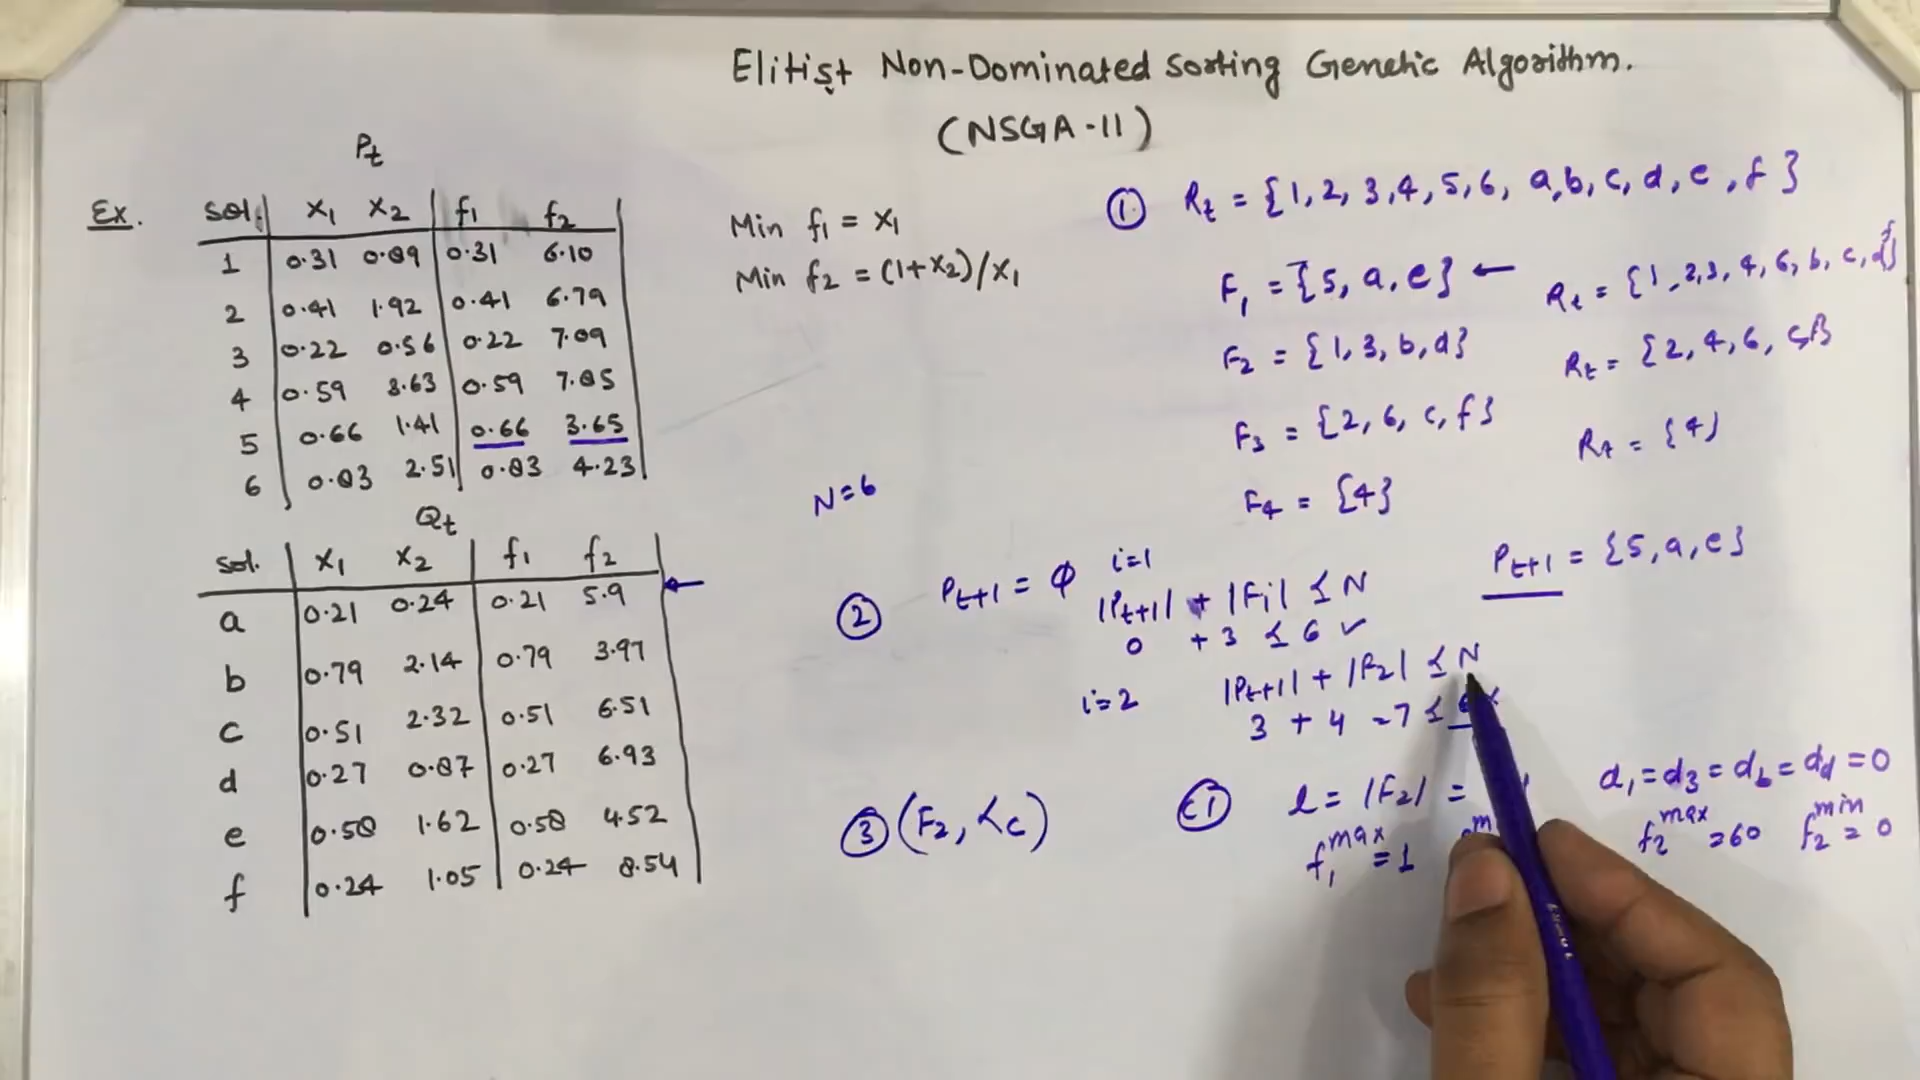 Elitist Non-Dominated Sorting Genetic Algorithm.
(NSGA-II)
Pt
Ex.
sol. x1 x2 f1 f2
1 0.31 0.89 0.31 6.10
2 0.41 1.92 0.41 6.79
3 0.22 0.56 0.22 7.09
4 0.59 3.63 0.59 7.85
5 0.66 1.41 0.66 3.65
6 0.83 2.51 0.83 4.23
Qt
sol. x1 x2 f1 f2
a 0.21 0.24 0.21 5.9
b 0.79 2.14 0.79 3.97
c 0.51 2.32 0.51 6.51
d 0.27 0.87 0.27 6.93
e 0.58 1.62 0.58 4.52
f 0.24 1.05 0.24 8.54
Min f1 = x1
Min f2 = (1+x2)/x1
N=6
① Rt = {1, 2, 3, 4, 5, 6, a, b, c, d, e, f}
F1 = {5, a, e} ←
Rt = {1, 2, 3, 4, 6, b, c, d, f}
F2 = {1, 3, b, d}
Rt = {2, 4, 6, c, f}
F3 = {2, 6, c, f}
Rt = {4}
F4 = {4}
② Pt+1 = Φ i=1
|Pt+1| + |Fi| ≤ N
0 + 3 ≤ 6 ✓
Pt+1 = {5, a, e}
i=2 |Pt+1| + |F2| ≤ N
3 + 4 = 7 ≤
③ (F2, <c)
C1 l = |F2| =
d1 = d3 = db = dd = 0
f1max = 1
f2max = 60 f2min = 0